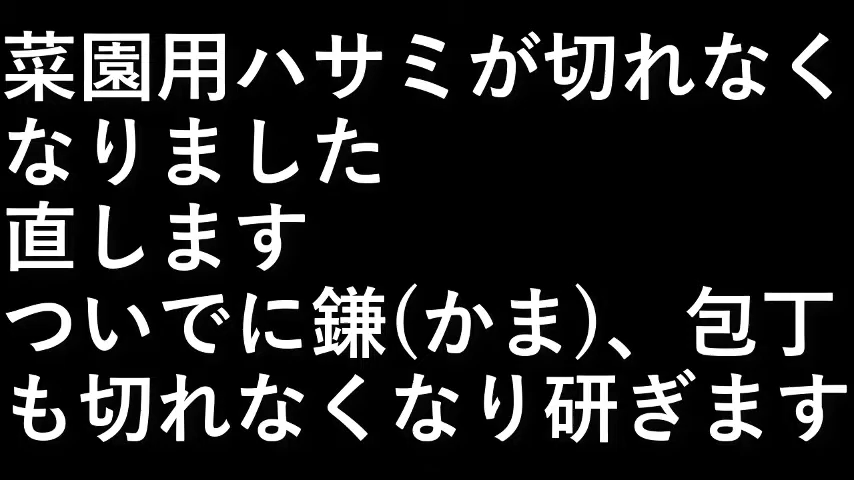 菜園用ハサミが切れなく
なりました
直します
ついでに鎌(かま)、包丁
も切れなくなり研ぎます